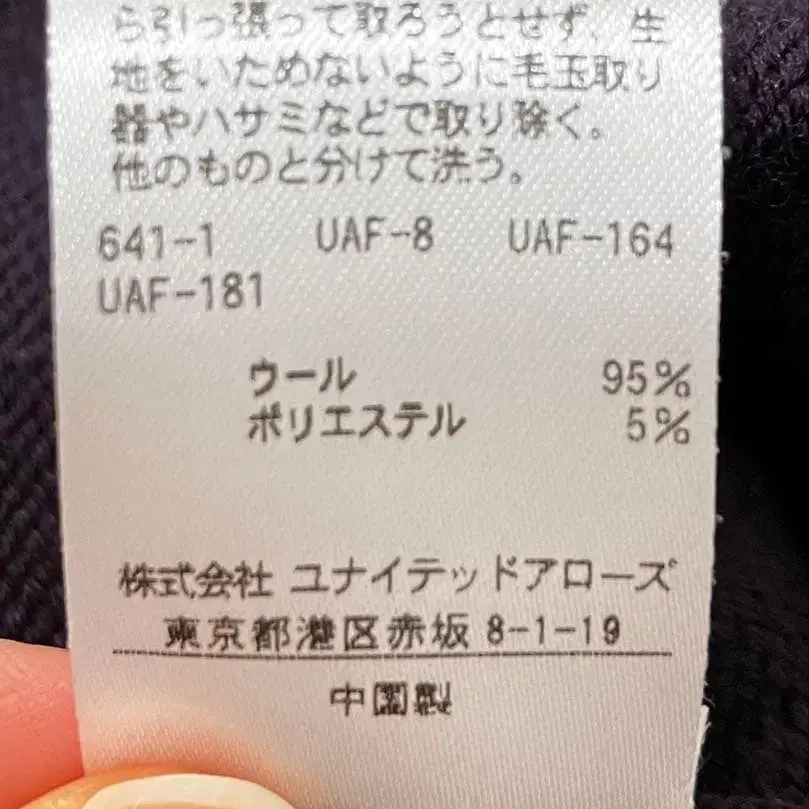 ら引っ張って取ろうとせず、生
地をいためないように毛玉取り
器やハサミなどで取り除く。
他のものと分けて洗う。
641-1 UAF-8 UAF-164
UAF-181
ウール 95%
ポリエステル 5%
株式会社 ユナイテッドアローズ
東京都港区赤坂 8-1-19
中国製